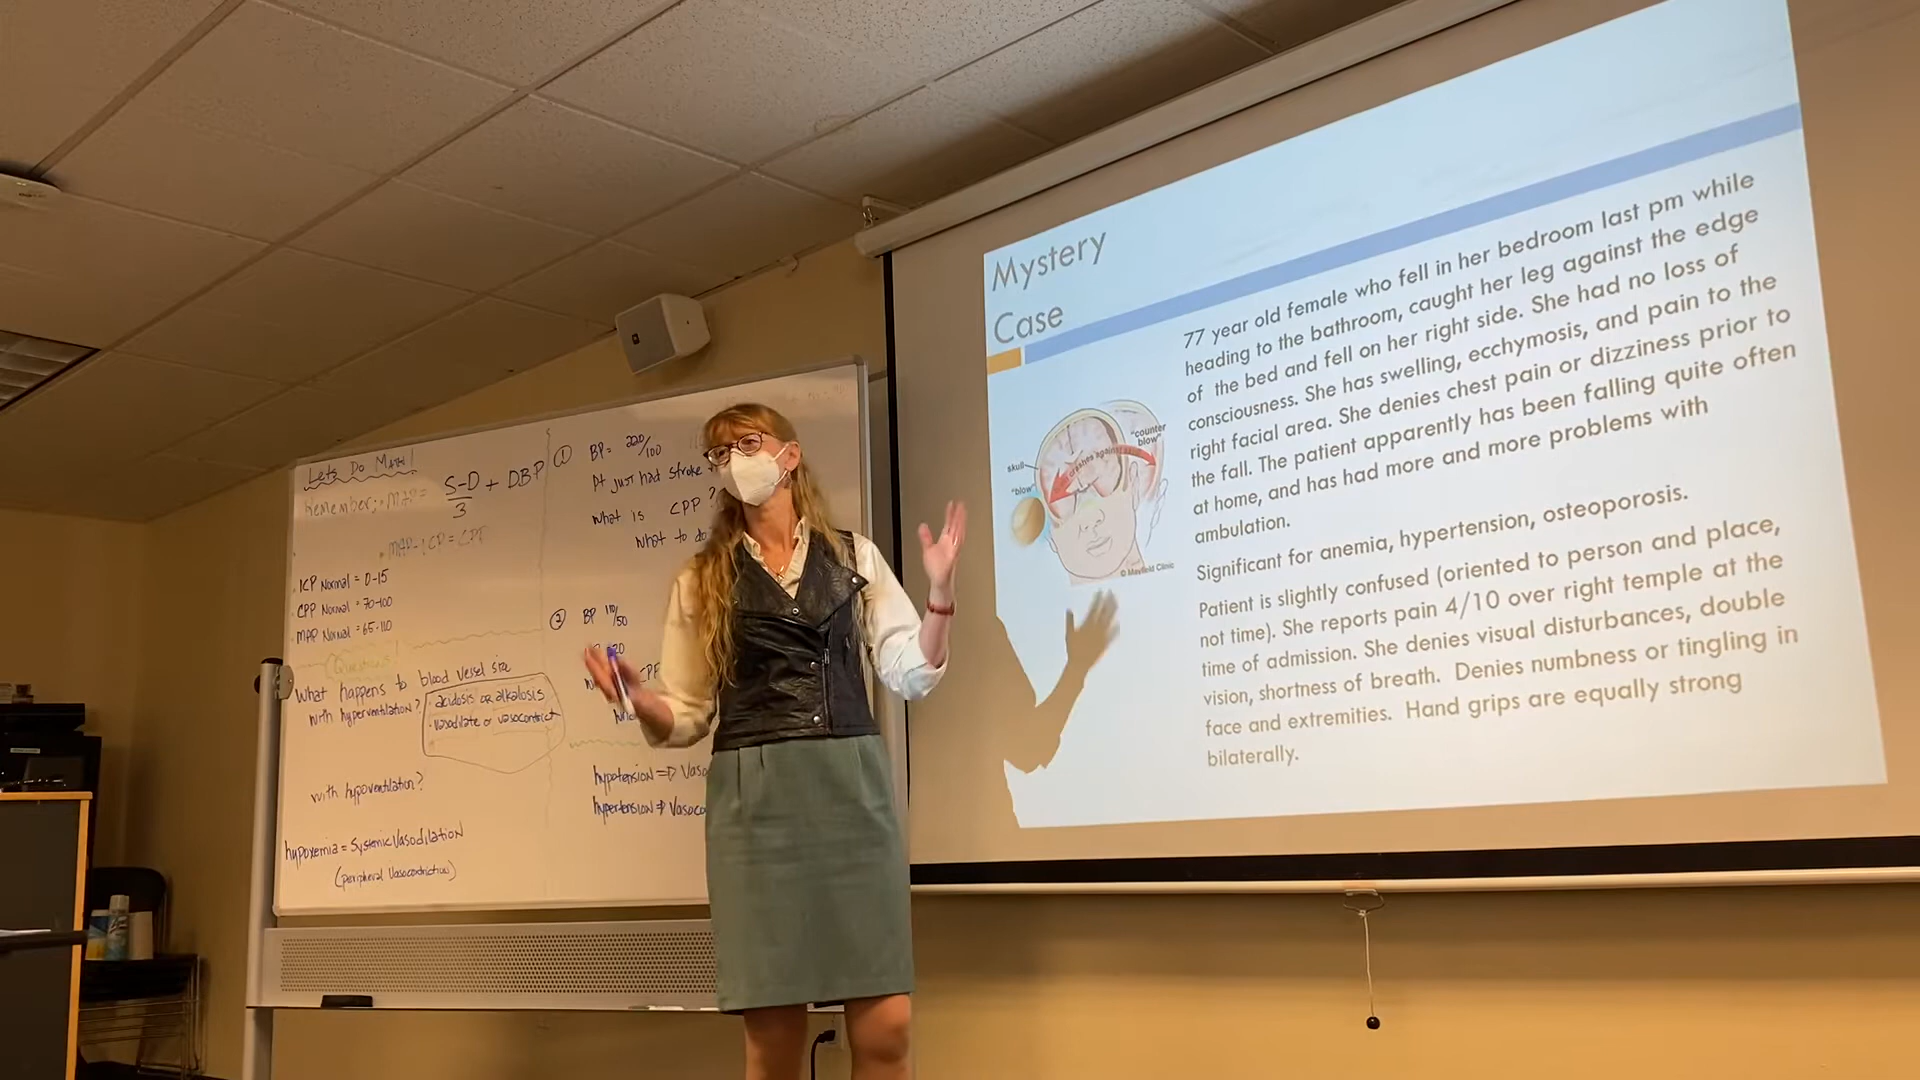 Lets Do Math!
Remember: MAP = S-D/3 + DBP
MAP-ICP = CPP
ICP Normal = 0-15
CPP Normal = 70-100
MAP Normal = 65-110
Questions!
What happens to blood vessel size
with hyperventilation?
acidosis or alkalosis
vasodilate or vasocontrict
with hypoventilation?
hypoxemia = Systemic Vasodilation
(peripheral Vasocontriction)
① BP = 220/100
Pt just had stroke
What is CPP?
What to do
② BP 110/50
20
CPP
hypotension => Vaso
hypertension => Vasoco
Mystery
Case
skull
"blow"
crashes against
"counter
blow"
© Mayfield Clinic
77 year old female who fell in her bedroom last pm while
heading to the bathroom, caught her leg against the edge
of the bed and fell on her right side. She had no loss of
consciousness. She has swelling, ecchymosis, and pain to the
right facial area. She denies chest pain or dizziness prior to
the fall. The patient apparently has been falling quite often
at home, and has had more and more problems with
ambulation.
Significant for anemia, hypertension, osteoporosis.
Patient is slightly confused (oriented to person and place,
not time). She reports pain 4/10 over right temple at the
time of admission. She denies visual disturbances, double
vision, shortness of breath. Denies numbness or tingling in
face and extremities. Hand grips are equally strong
bilaterally.